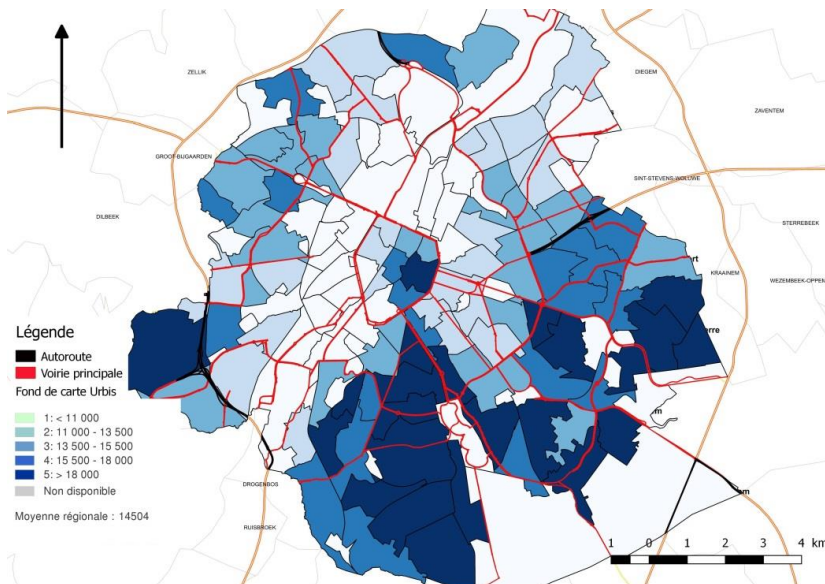 ZELLIK
DIEGEM
ZAVENTEM
GROOT-BIJGAARDEN
SINT-STEVENS-WOLUWE
DILBEEK
STERREBEEK
KRAAINEM
WEZEMBEEK-OPPEM
Légende
Autoroute
Voirie principale
Fond de carte Urbis
1: < 11 000
2: 11 000 - 13 500
3: 13 500 - 15 500
4: 15 500 - 18 000
5: > 18 000
Non disponible
Moyenne régionale : 14504
DROGENBOS
RUISBROEK
1 0 1 2 3 4 km